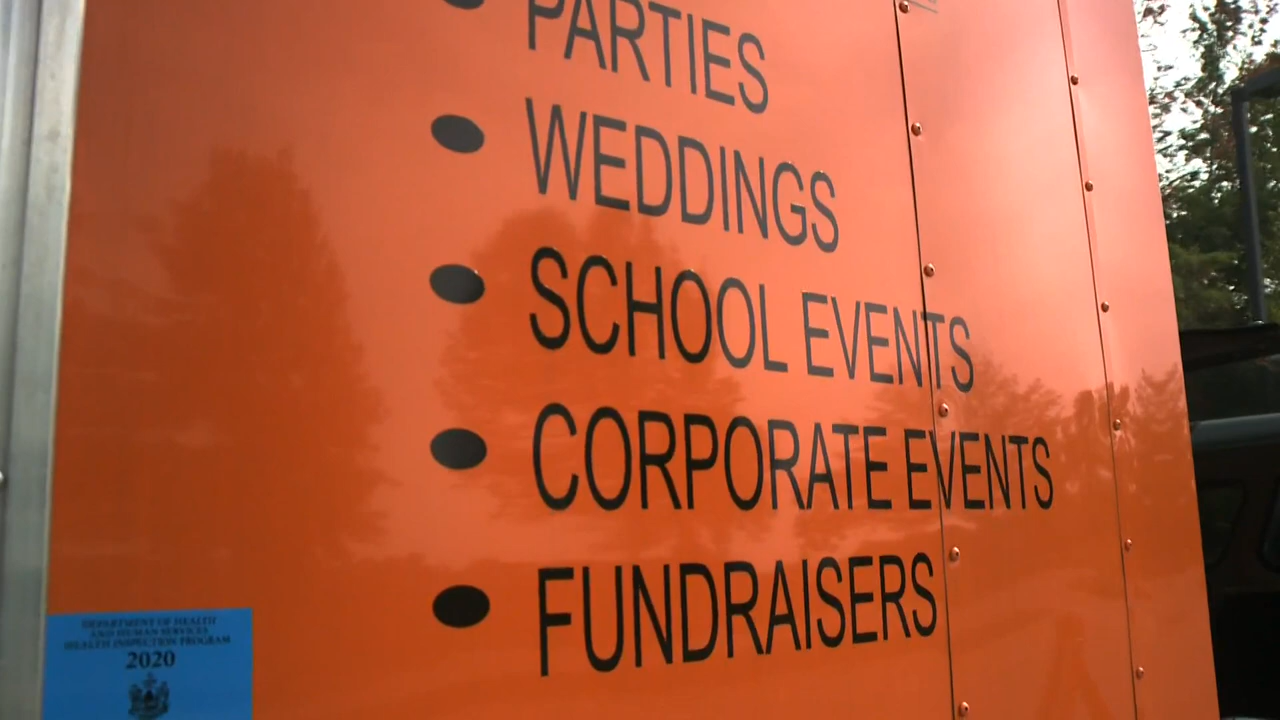 • PARTIES
• WEDDINGS
• SCHOOL EVENTS
• CORPORATE EVENTS
• FUNDRAISERS
DEPARTMENT OF HEALTH
AND HUMAN SERVICES
HEALTH INSPECTION PROGRAM
2020